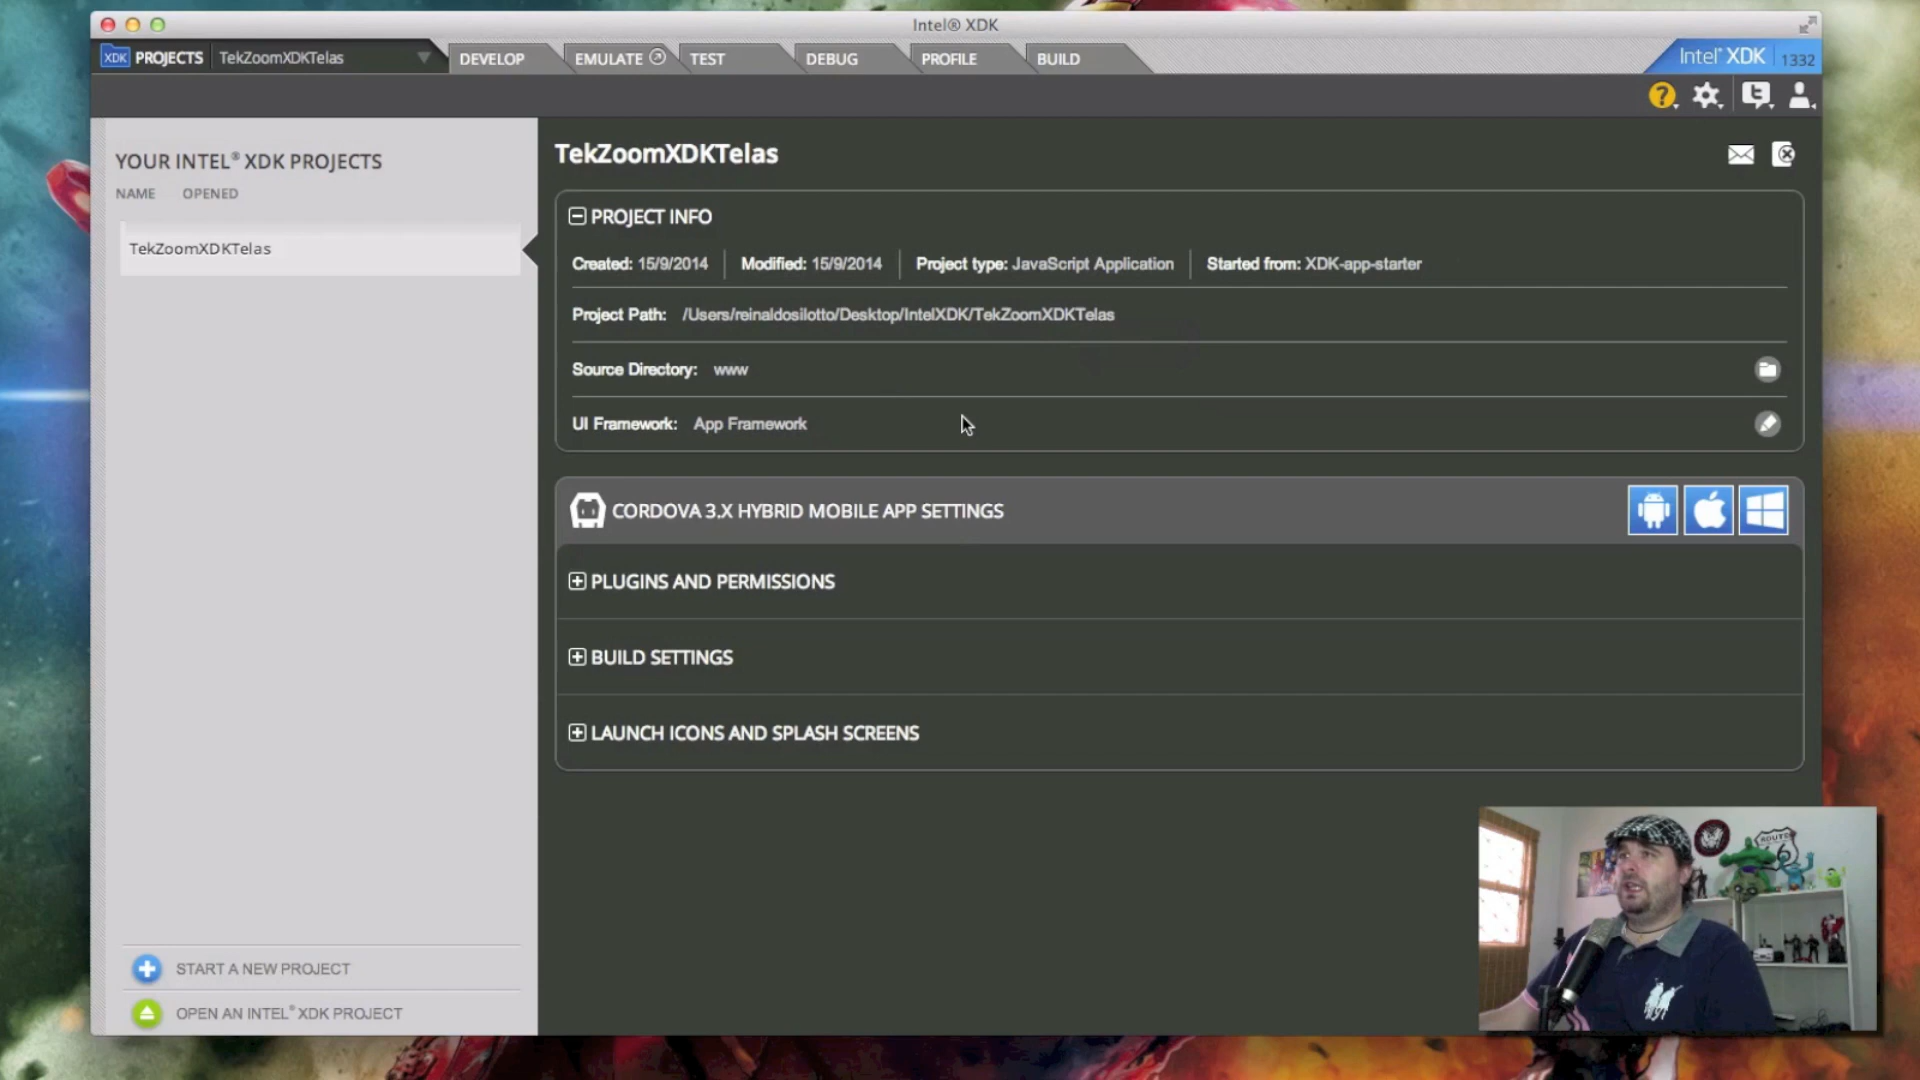 Intel® XDK
XDK PROJECTS TekZoomXDKTelas DEVELOP EMULATE TEST DEBUG PROFILE BUILD Intel® XDK 1332
YOUR INTEL® XDK PROJECTS
NAME OPENED
TekZoomXDKTelas
START A NEW PROJECT
OPEN AN INTEL® XDK PROJECT
TekZoomXDKTelas
PROJECT INFO
Created: 15/9/2014 Modified: 15/9/2014 Project type: JavaScript Application Started from: XDK-app-starter
Project Path: /Users/reinaldosilotto/Desktop/IntelXDK/TekZoomXDKTelas
Source Directory: www
UI Framework: App Framework
CORDOVA 3.X HYBRID MOBILE APP SETTINGS
PLUGINS AND PERMISSIONS
BUILD SETTINGS
LAUNCH ICONS AND SPLASH SCREENS
ROUTE
66